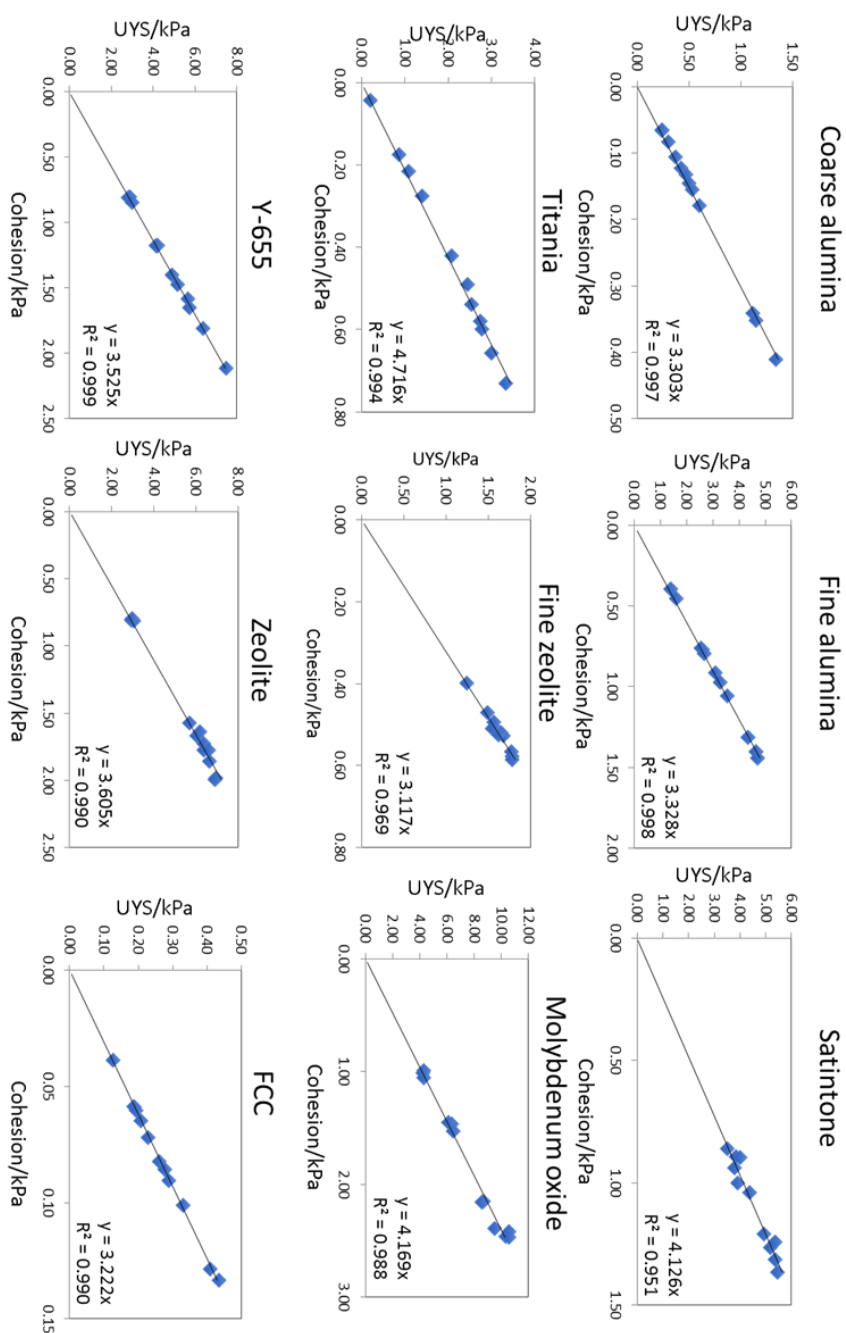 Coarse alumina
UYS/kPa
1.50
1.00
0.50
0.00
y = 3.303x
R² = 0.997
0.00 0.10 0.20 0.30 0.40 0.50
Cohesion/kPa
Fine alumina
UYS/kPa
6.00
5.00
4.00
3.00
2.00
1.00
0.00
y = 3.328x
R² = 0.998
0.00 0.50 1.00 1.50 2.00
Cohesion/kPa
Satintone
UYS/kPa
6.00
5.00
4.00
3.00
2.00
1.00
0.00
y = 4.126x
R² = 0.951
0.00 0.50 1.00 1.50
Cohesion/kPa
Titania
UYS/kPa
4.00
3.00
2.00
1.00
0.00
y = 4.716x
R² = 0.994
0.00 0.20 0.40 0.60 0.80
Cohesion/kPa
Fine zeolite
UYS/kPa
2.00
1.50
1.00
0.50
0.00
y = 3.117x
R² = 0.969
0.00 0.20 0.40 0.60 0.80
Cohesion/kPa
Molybdenum oxide
UYS/kPa
12.00
10.00
8.00
6.00
4.00
2.00
0.00
y = 4.169x
R² = 0.988
0.00 1.00 2.00 3.00
Cohesion/kPa
Y-655
UYS/kPa
8.00
6.00
4.00
2.00
0.00
y = 3.525x
R² = 0.999
0.00 0.50 1.00 1.50 2.00 2.50
Cohesion/kPa
Zeolite
UYS/kPa
8.00
6.00
4.00
2.00
0.00
y = 3.605x
R² = 0.990
0.00 0.50 1.00 1.50 2.00 2.50
Cohesion/kPa
FCC
UYS/kPa
0.50
0.40
0.30
0.20
0.10
0.00
y = 3.222x
R² = 0.990
0.00 0.05 0.10 0.15
Cohesion/kPa